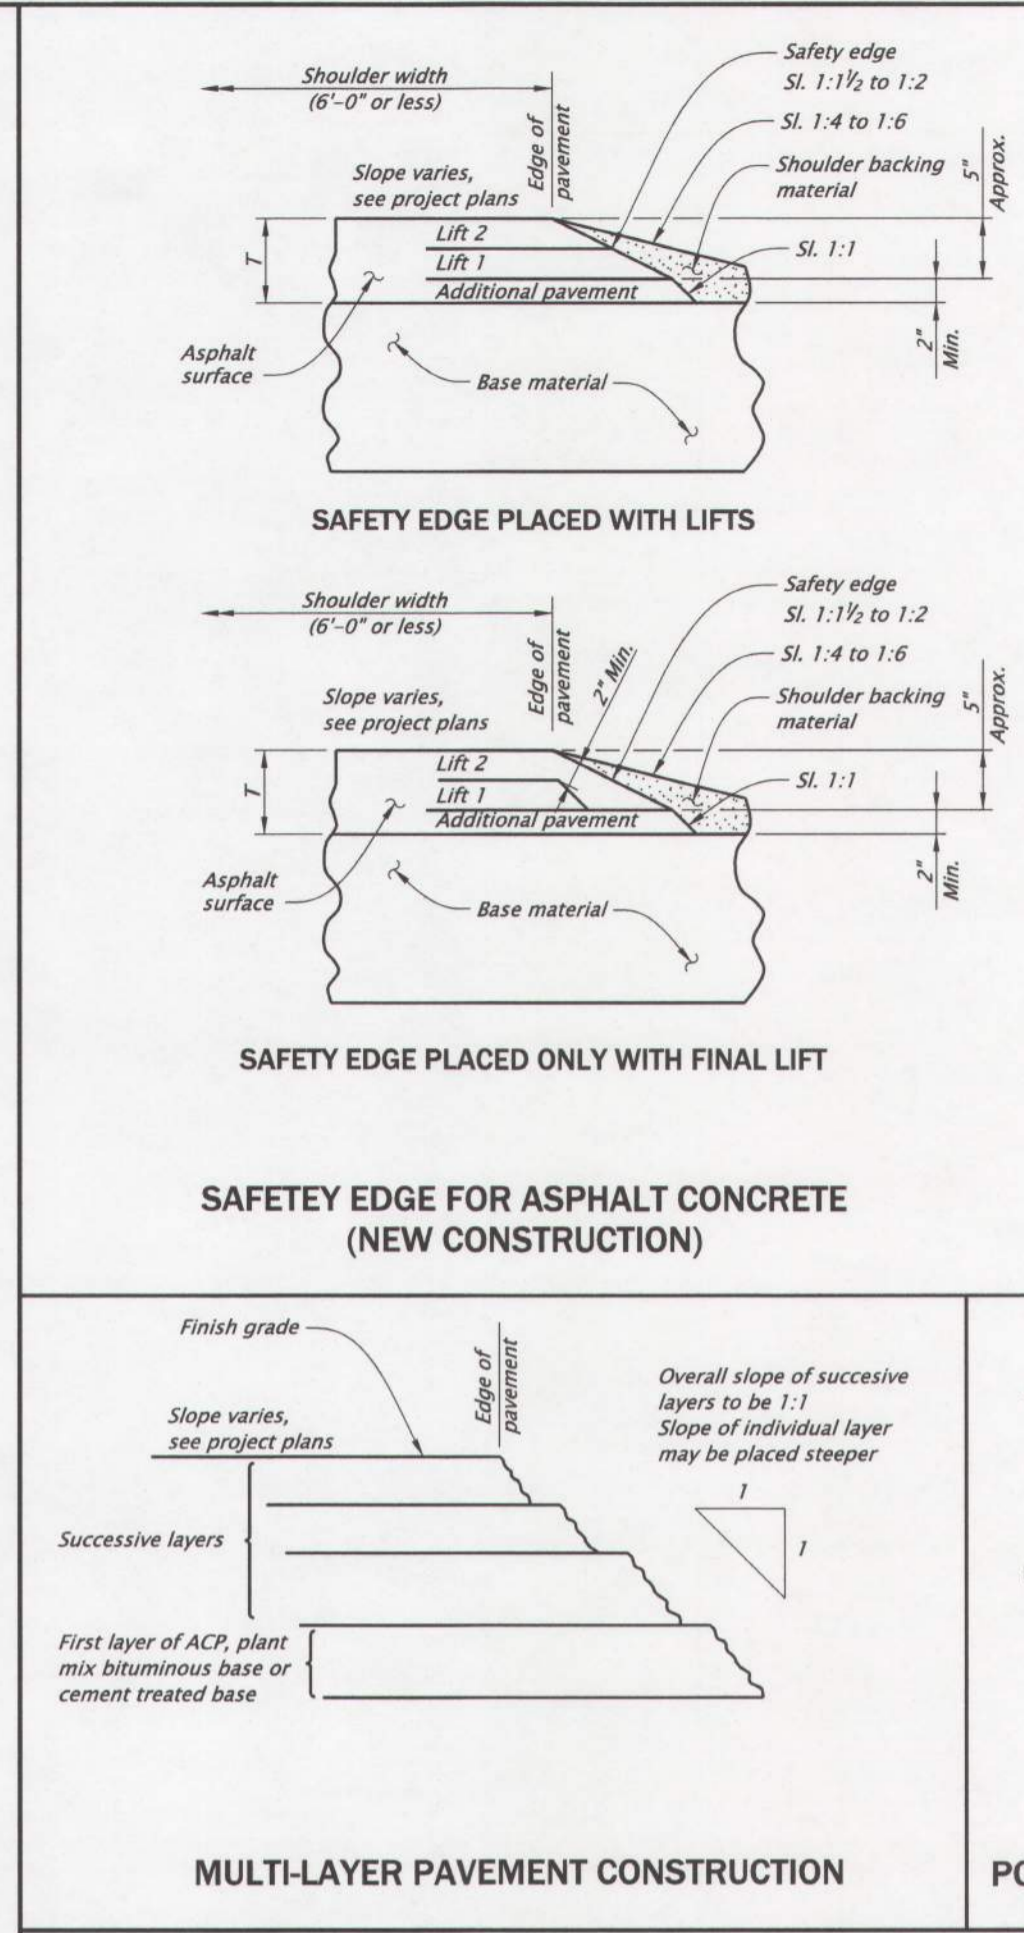 Shoulder width
(6'-0" or less)
Edge of
pavement
Safety edge
Sl. 1:1½ to 1:2
Sl. 1:4 to 1:6
Shoulder backing
material
5"
Approx.
Slope varies,
see project plans
Lift 2
Lift 1
Additional pavement
T
Sl. 1:1
2"
Min.
Asphalt
surface
Base material
SAFETY EDGE PLACED WITH LIFTS
Shoulder width
(6'-0" or less)
Edge of
pavement
2" Min.
Safety edge
Sl. 1:1½ to 1:2
Sl. 1:4 to 1:6
Shoulder backing
material
5"
Approx.
Slope varies,
see project plans
Lift 2
Lift 1
Additional pavement
T
Sl. 1:1
2"
Min.
Asphalt
surface
Base material
SAFETY EDGE PLACED ONLY WITH FINAL LIFT
SAFETEY EDGE FOR ASPHALT CONCRETE
(NEW CONSTRUCTION)
Finish grade
Edge of
pavement
Slope varies,
see project plans
Overall slope of succesive
layers to be 1:1
Slope of individual layer
may be placed steeper
1
1
Successive layers
First layer of ACP, plant
mix bituminous base or
cement treated base
MULTI-LAYER PAVEMENT CONSTRUCTION